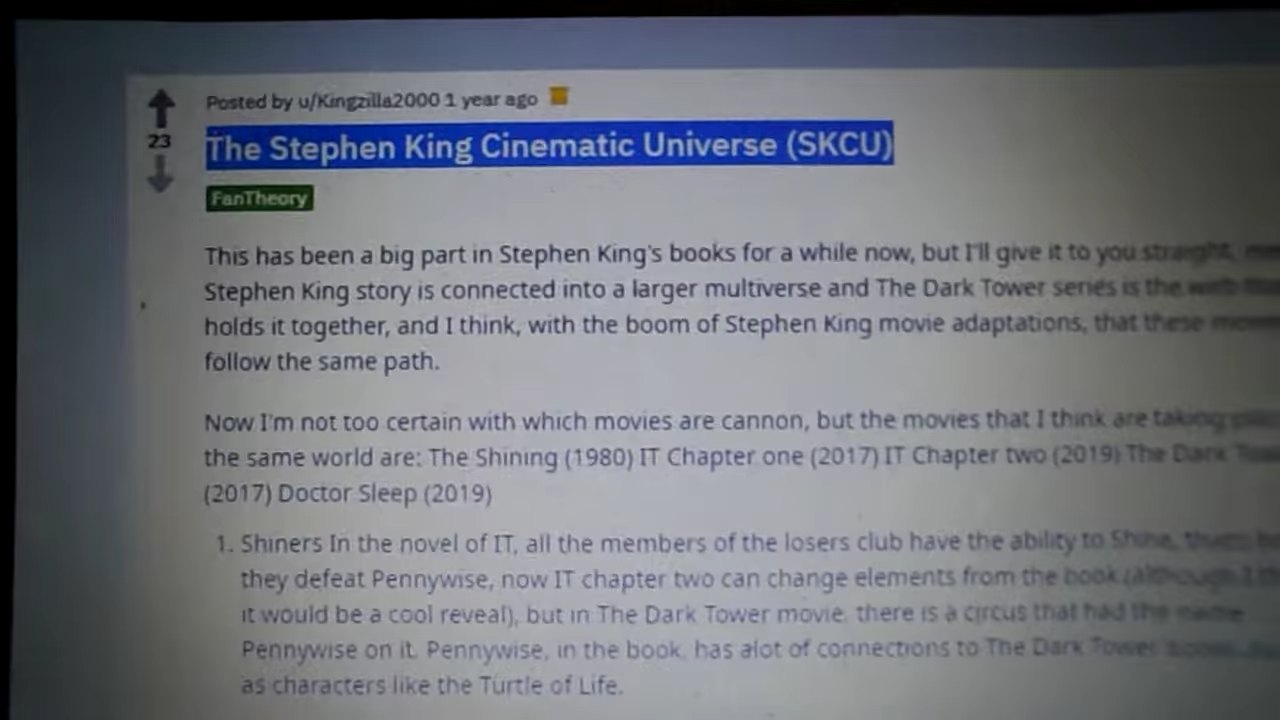 Posted by u/Kingzilla2000 1 year ago
23
The Stephen King Cinematic Universe (SKCU)
FanTheory
This has been a big part in Stephen King's books for a while now, but I'll give it to you straight,
Stephen King story is connected into a larger multiverse and The Dark Tower series is the
holds it together, and I think, with the boom of Stephen King movie adaptations, that these
follow the same path.
Now I'm not too certain with which movies are cannon, but the movies that I think are taking
the same world are: The Shining (1980) IT Chapter one (2017) IT Chapter two (2019) The Dark
(2017) Doctor Sleep (2019)
1. Shiners In the novel of IT, all the members of the losers club have the ability to Shine,
they defeat Pennywise, now IT chapter two can change elements from the book (although I
it would be a cool reveal), but in The Dark Tower movie, there is a circus that had the name
Pennywise on it. Pennywise, in the book, has alot of connections to The Dark Tower
as characters like the Turtle of Life.